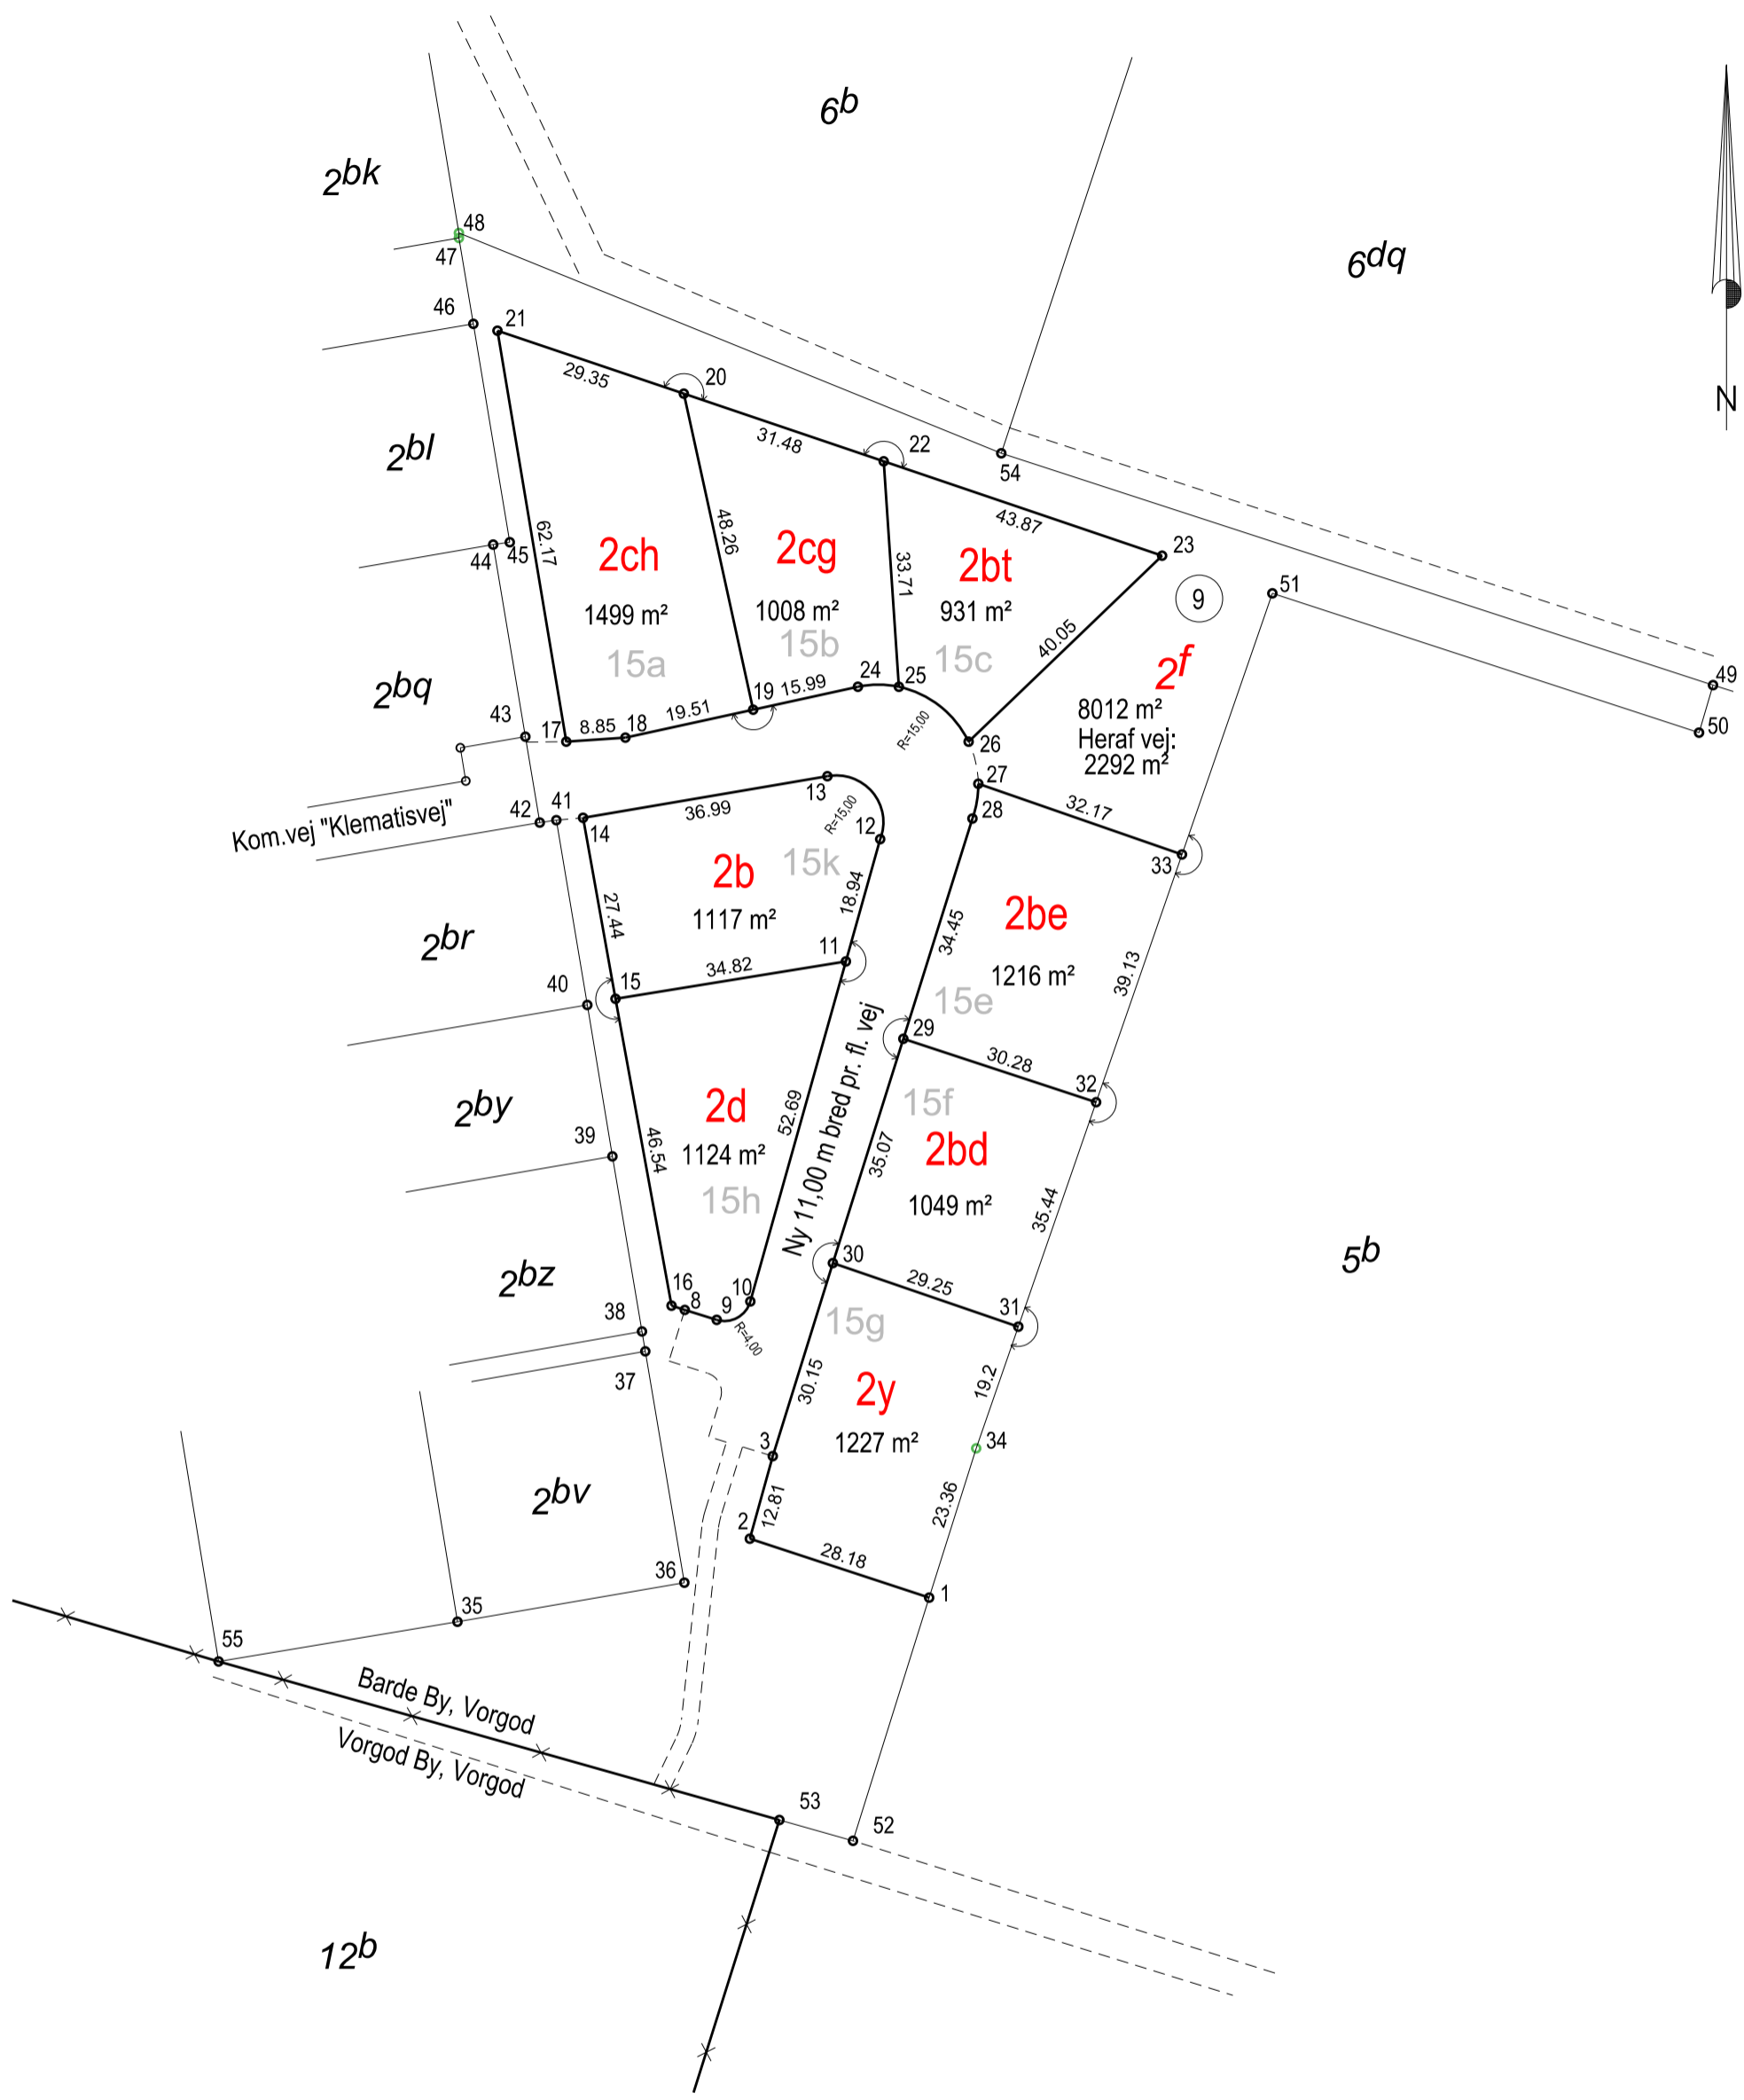 6b
2bk
48
47
6dq
46
21
N
20
29.35
22
31.48
2bl
54
43.87
23
44
45
62.17
48.26
2ch
2cg
33.71
2bt
51
9
1499 m²
1008 m²
931 m²
15b
15a
15c
40.05
2f
2bq
24
25
49
19
15.99
8012 m²
Heraf vej:
2292 m²
50
43
17
8.85
18
19.51
R=15,00
26
27
13
32.17
Kom.vej "Klematisvej"
42
41
14
36.99
R=15,00
12
28
33
15k
2b
1117 m²
27.44
18.94
2be
2br
11
34.45
1216 m²
39.13
40
15
34.82
15e
29
30.28
32
Ny 11,00 m bred pr. fl. vej
2by
2d
1124 m²
15f
39
46.54
52.69
35.07
2bd
1049 m²
35.44
15h
5b
30
2bz
16
8
9
10
29.25
31
38
R=4,00
15g
37
30.15
2y
19.2
3
1227 m²
34
2bv
12.81
23.36
2
28.18
36
1
35
55
Barde By, Vorgod
Vorgod By, Vorgod
53
52
12b